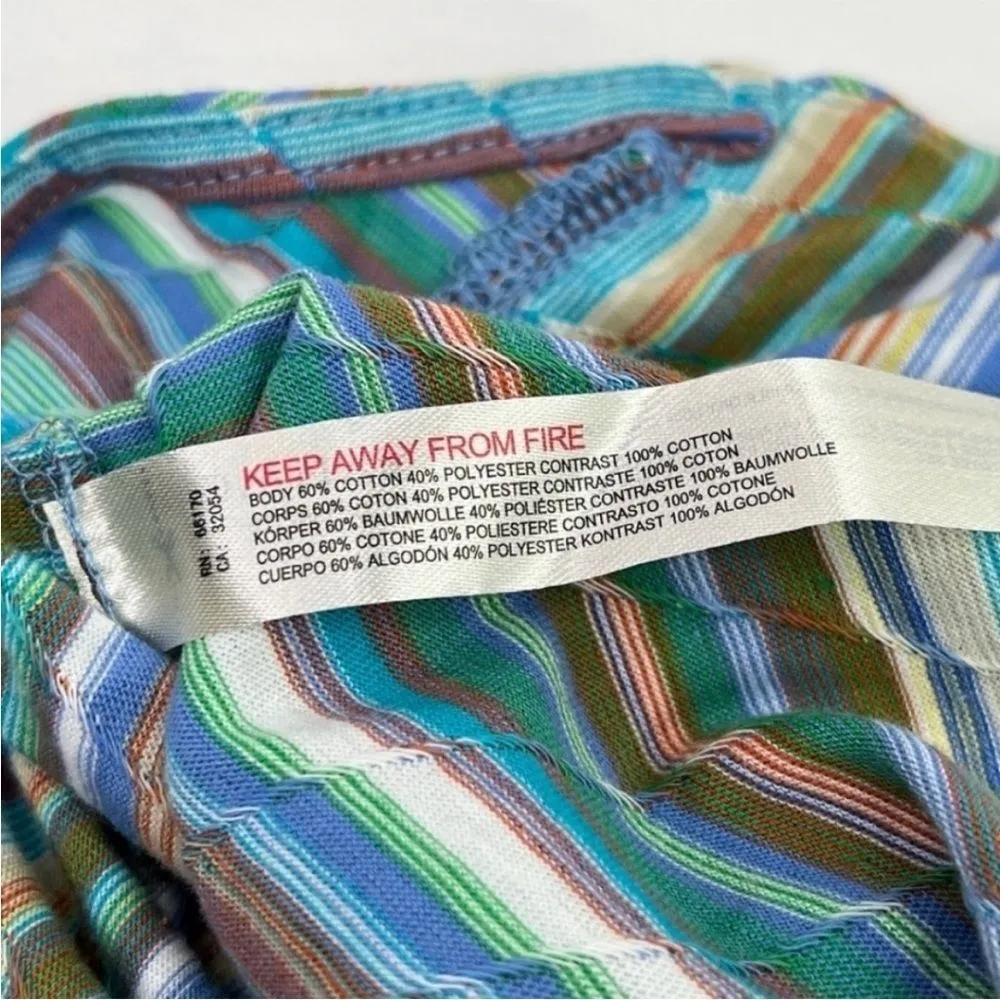 RN: 66170
CA: 32054
KEEP AWAY FROM FIRE
BODY 60% COTTON 40% POLYESTER CONTRAST 100% COTTON
CORPS 60% COTON 40% POLYESTER CONTRASTE 100% COTON
KÓRPER 60% BAUMWOLLE 40% POLIÉSTER CONTRASTE 100% BAUMWOLLE
CORPO 60% COTONE 40% POLIESTERE CONTRASTO 100% COTONE
CUERPO 60% ALGODÓN 40% POLYESTER KONTRAST 100% ALGODÓN